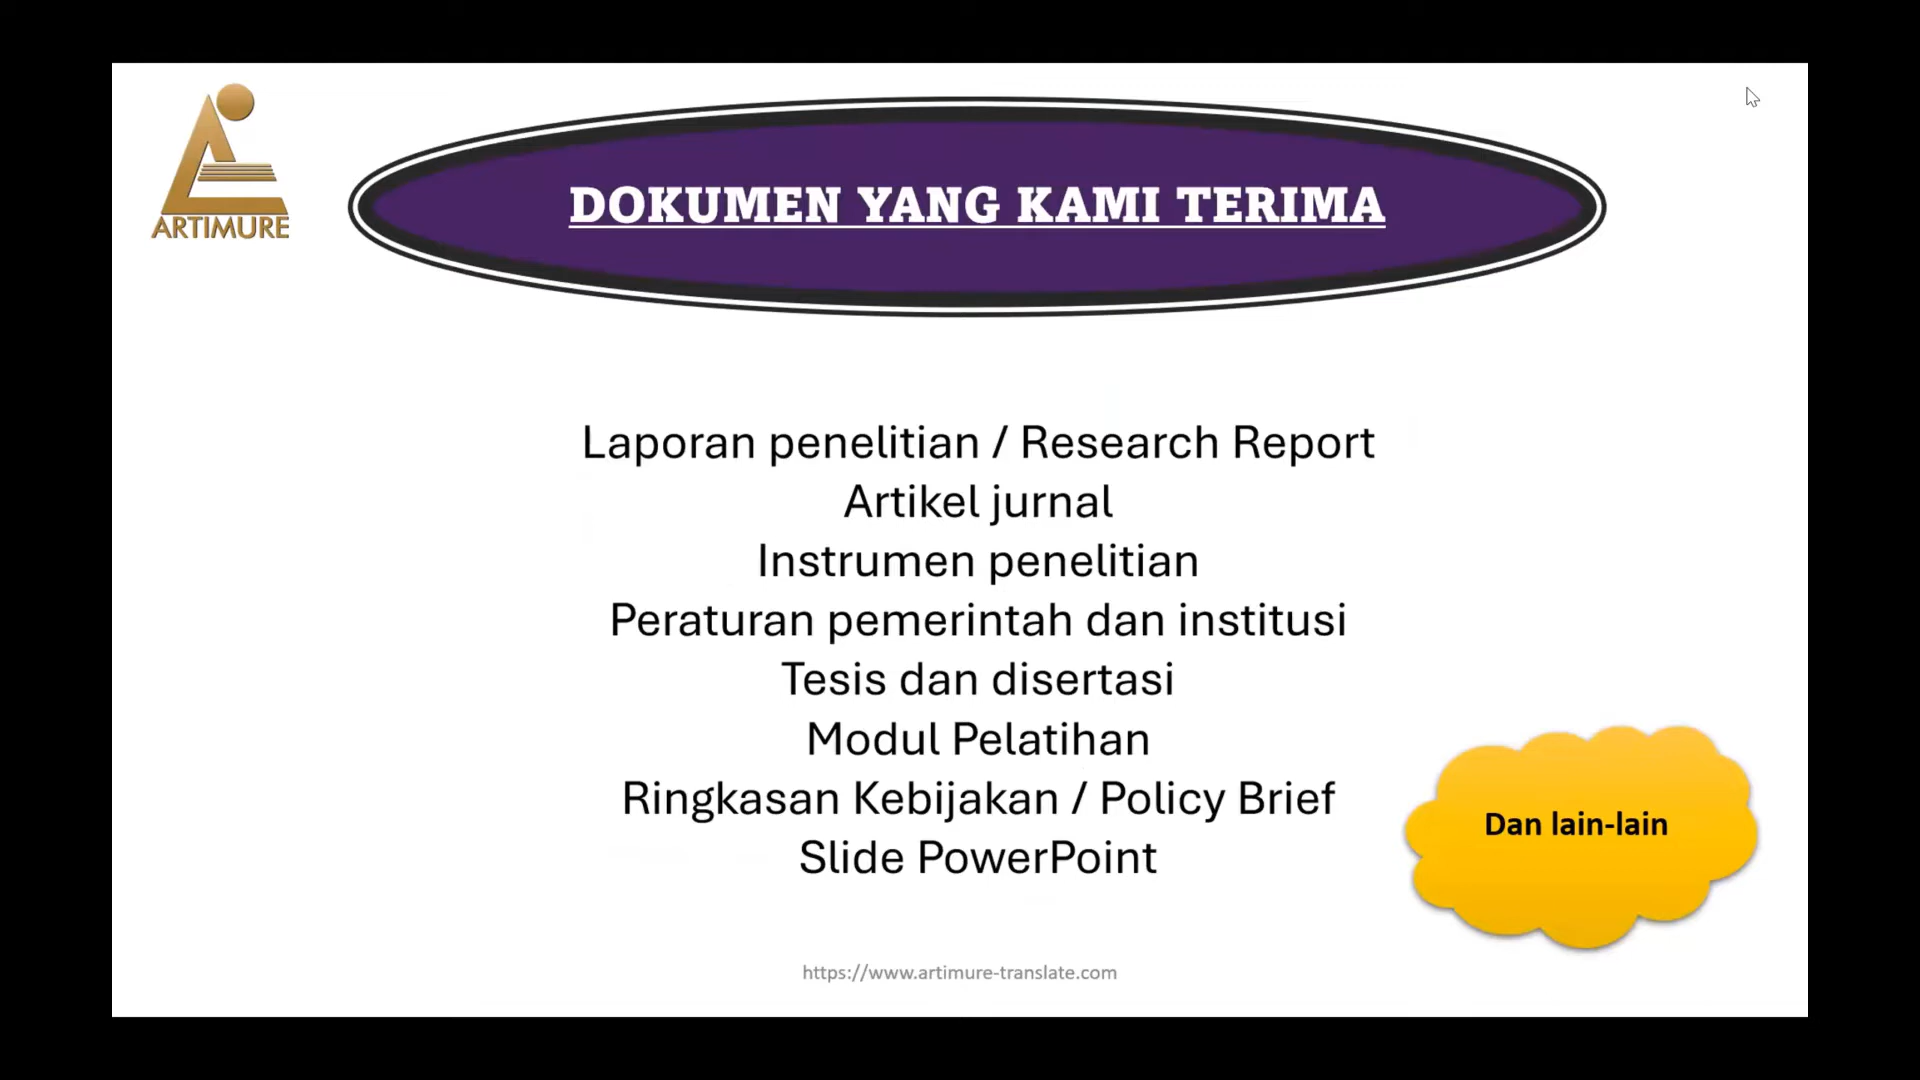 ARTIMURE
DOKUMEN YANG KAMI TERIMA
Laporan penelitian / Research Report
Artikel jurnal
Instrumen penelitian
Peraturan pemerintah dan institusi
Tesis dan disertasi
Modul Pelatihan
Ringkasan Kebijakan / Policy Brief
Slide PowerPoint
Dan lain-lain
https://www.artimure-translate.com